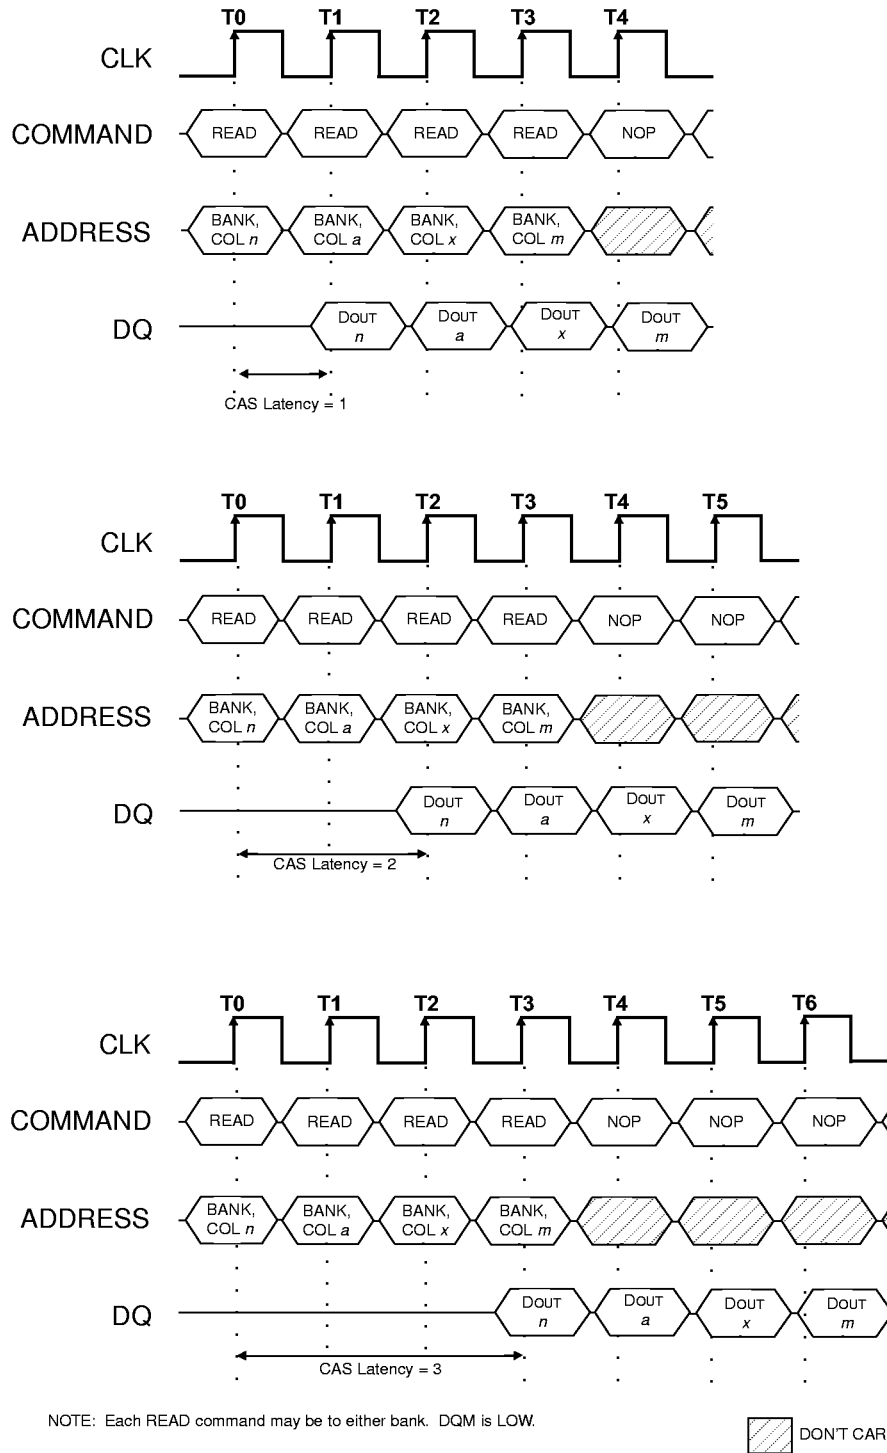 T0 T1 T2 T3 T4
CLK
COMMAND READ READ READ READ NOP
ADDRESS BANK, COL n BANK, COL a BANK, COL x BANK, COL m
DQ DOUT n DOUT a DOUT x DOUT m
CAS Latency = 1
T0 T1 T2 T3 T4 T5
CLK
COMMAND READ READ READ READ NOP NOP
ADDRESS BANK, COL n BANK, COL a BANK, COL x BANK, COL m
DQ DOUT n DOUT a DOUT x DOUT m
CAS Latency = 2
T0 T1 T2 T3 T4 T5 T6
CLK
COMMAND READ READ READ READ NOP NOP NOP
ADDRESS BANK, COL n BANK, COL a BANK, COL x BANK, COL m
DQ DOUT n DOUT a DOUT x DOUT m
CAS Latency = 3
NOTE: Each READ command may be to either bank. DQM is LOW.
DON'T CAR